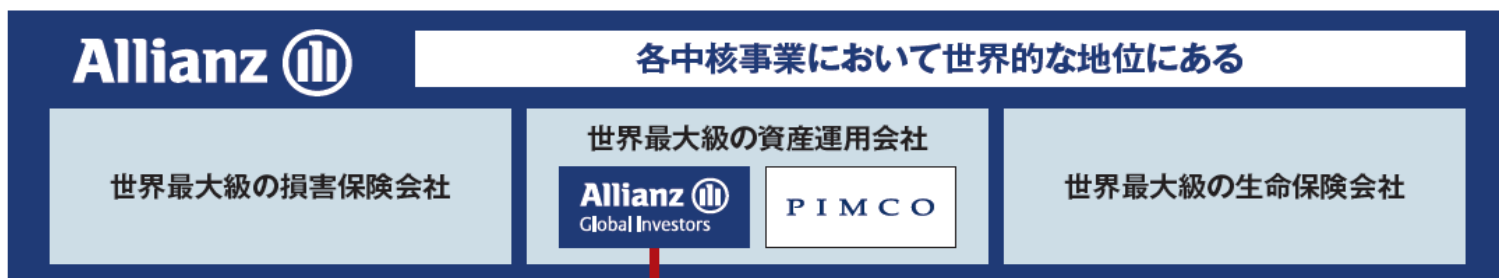 Allianz
各中核事業において世界的な地位にある
世界最大級の損害保険会社
世界最大級の資産運用会社
Allianz
Global Investors
PIMCO
世界最大級の生命保険会社